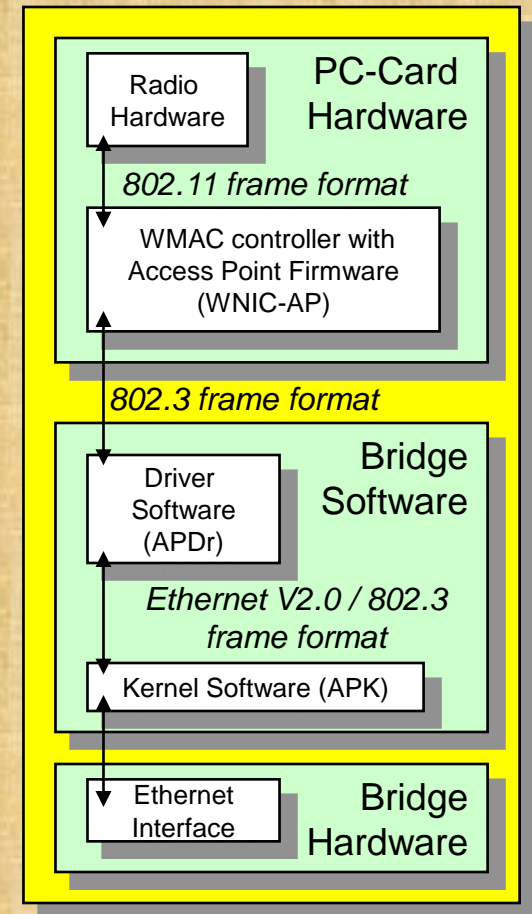 Radio
Hardware
PC-Card
Hardware
802.11 frame format
WMAC controller with
Access Point Firmware
(WNIC-AP)
802.3 frame format
Driver
Software
(APDr)
Bridge
Software
Ethernet V2.0 / 802.3
frame format
Kernel Software (APK)
Ethernet
Interface
Bridge
Hardware